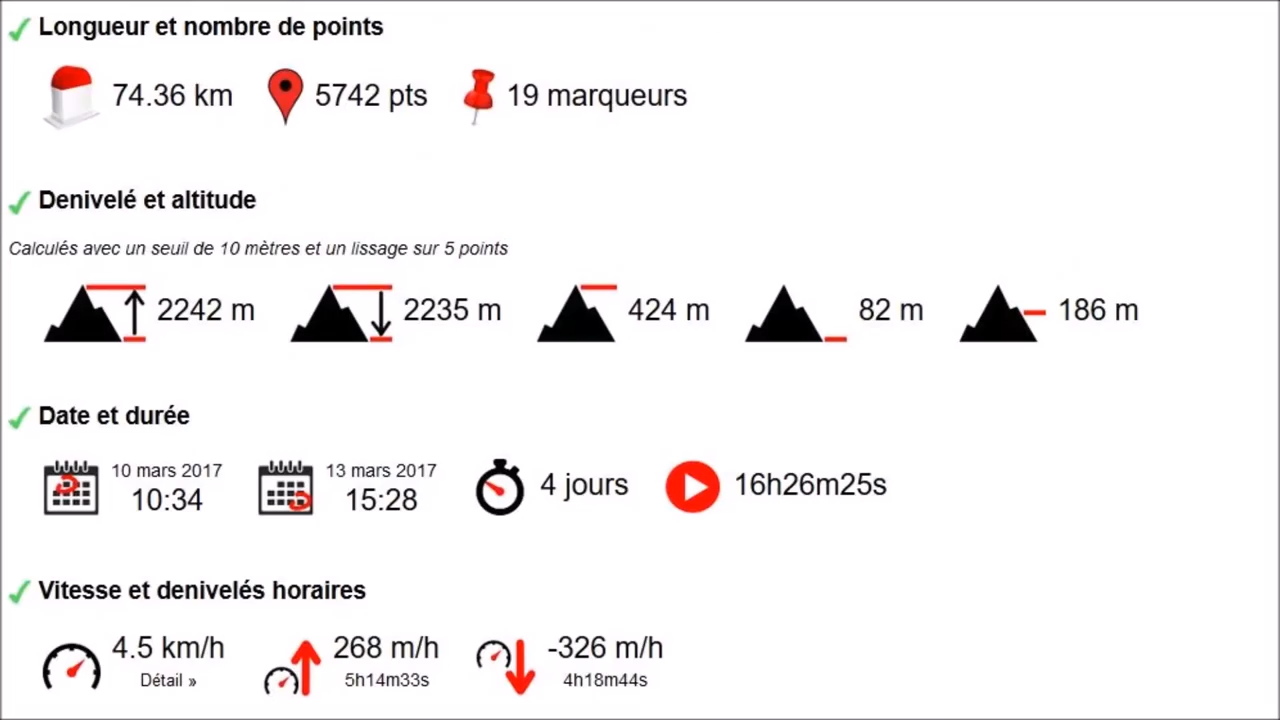 Longueur et nombre de points
74.36 km 5742 pts 19 marqueurs
Denivelé et altitude
Calculés avec un seuil de 10 mètres et un lissage sur 5 points
2242 m 2235 m 424 m 82 m 186 m
Date et durée
10 mars 2017 13 mars 2017
10:34 15:28 4 jours 16h26m25s
Vitesse et denivelés horaires
4.5 km/h 268 m/h -326 m/h
Détail » 5h14m33s 4h18m44s